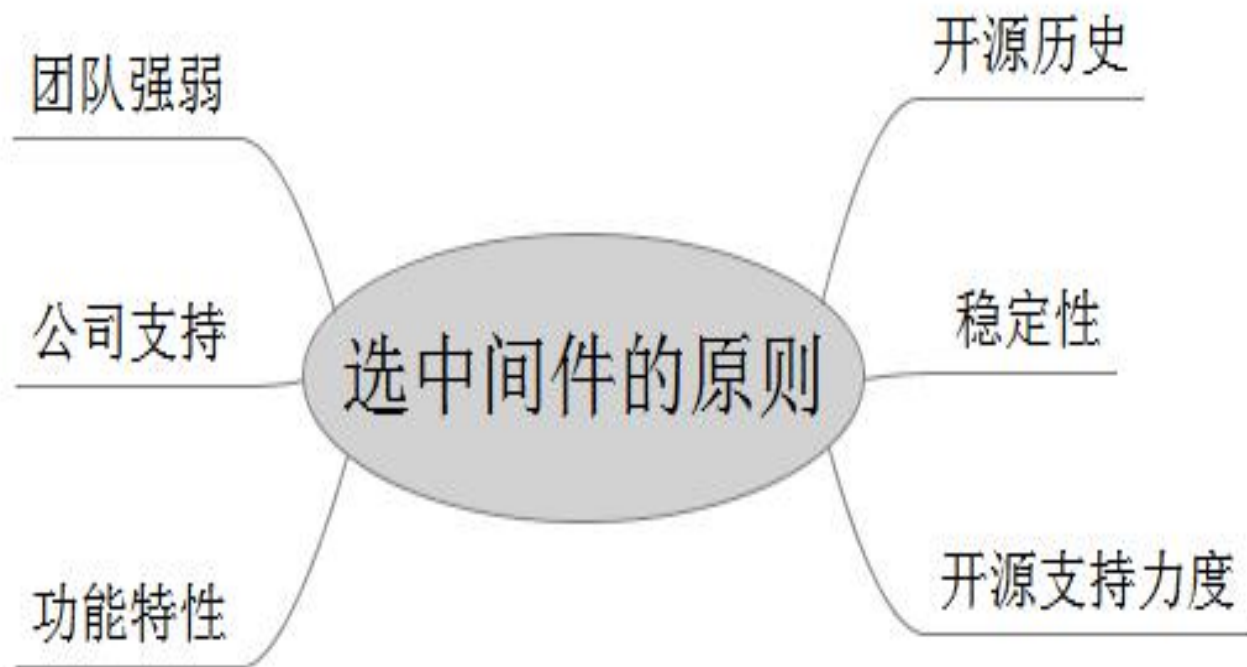 团队强弱
公司支持
功能特性
选中间件的原则
开源历史
稳定性
开源支持力度